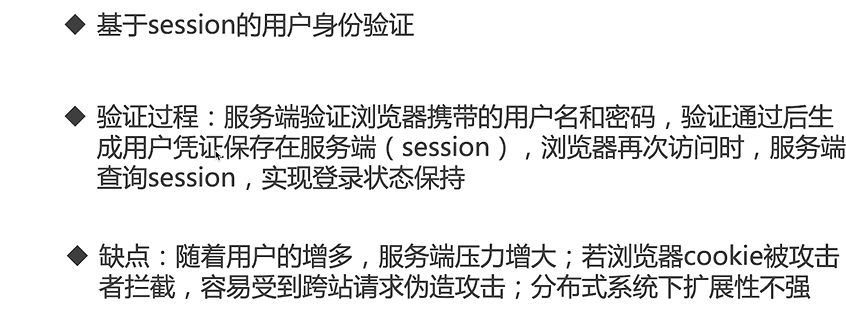 ◆ 基于session的用户身份验证
◆ 验证过程：服务端验证浏览器携带的用户名和密码，验证通过后生
成用户凭证保存在服务端（session），浏览器再次访问时，服务端
查询session，实现登录状态保持
◆ 缺点：随着用户的增多，服务端压力增大；若浏览器cookie被攻击
者拦截，容易受到跨站请求伪造攻击；分布式系统下扩展性不强